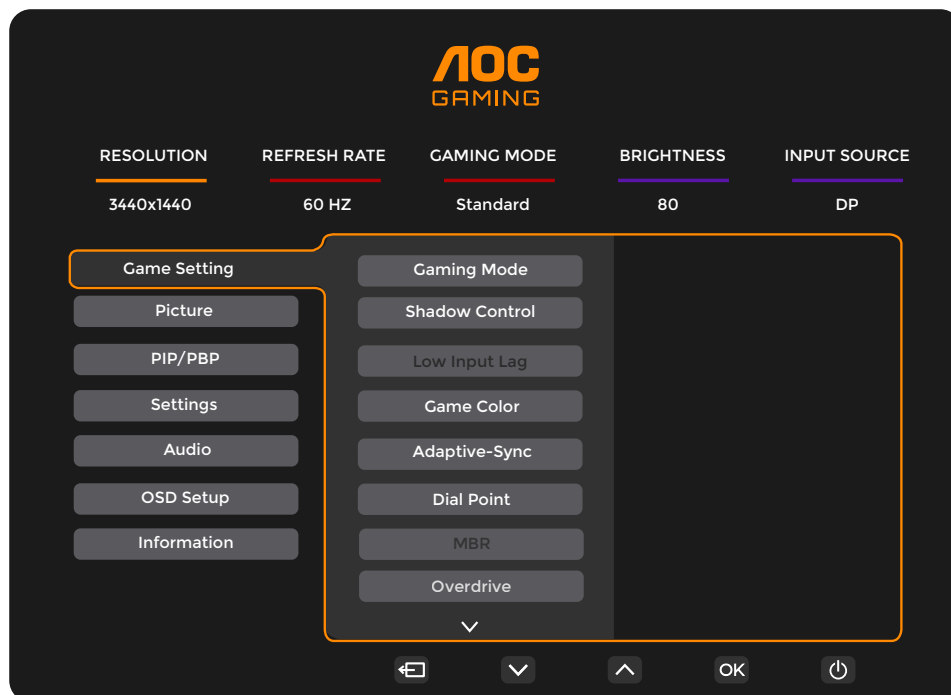 AOC
GAMING
RESOLUTION REFRESH RATE GAMING MODE BRIGHTNESS INPUT SOURCE
3440x1440 60 HZ Standard 80 DP
Game Setting
Picture
PIP/PBP
Settings
Audio
OSD Setup
Information
Gaming Mode
Shadow Control
Low Input Lag
Game Color
Adaptive-Sync
Dial Point
MBR
Overdrive
OK